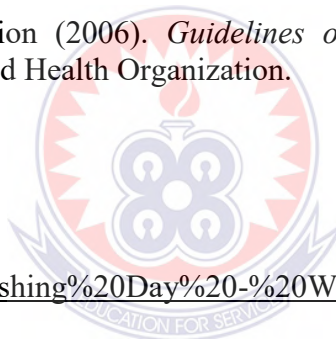 ion (2006). Guidelines o
d Health Organization.
shing%20Day%20-%20W
EDUCATION FOR SERVICE